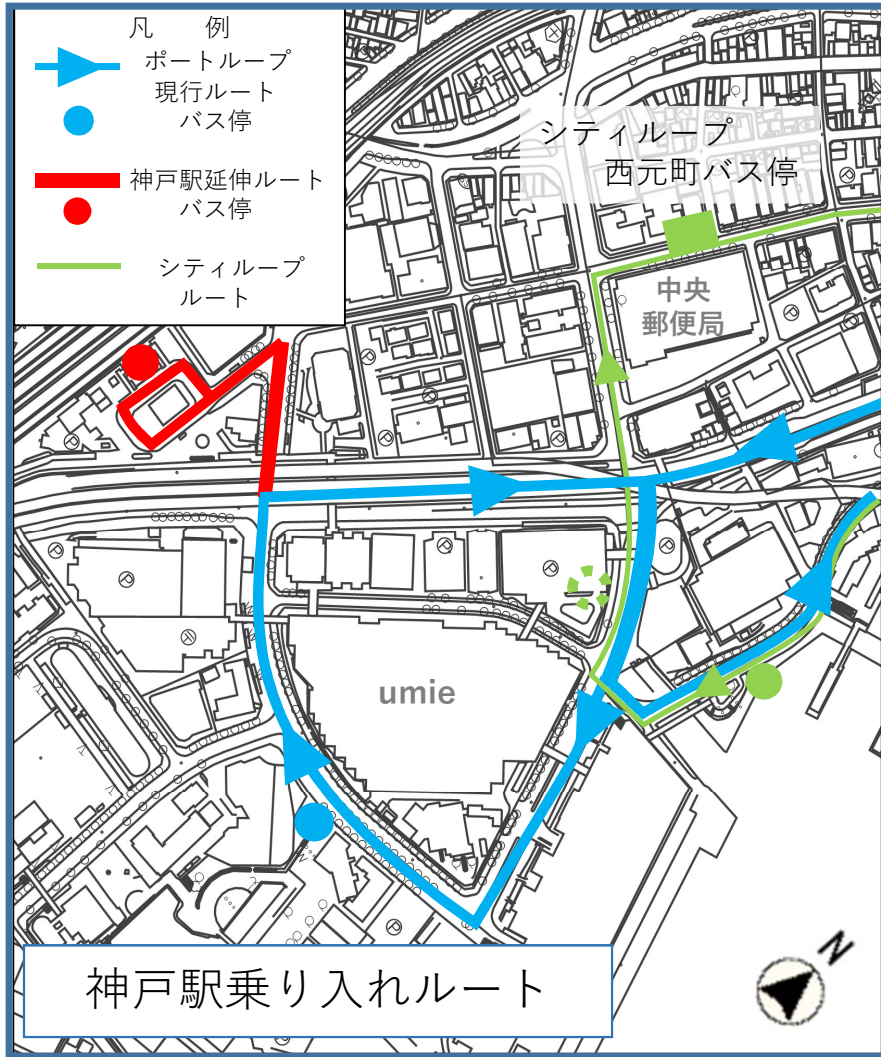 凡 例
ポートループ
現行ルート
バス停
神戸駅延伸ルート
バス停
シティループ
ルート
シティループ
西元町バス停
中央
郵便局
umie
神戸駅乗り入れルート
N